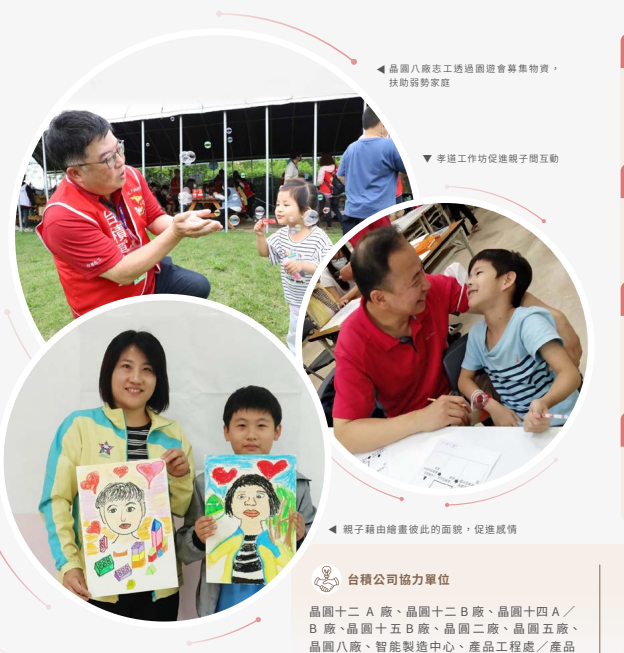 ◀ 晶圓八廠志工透過園遊會募集物資，
扶助弱勢家庭
▼ 孝道工作坊促進親子間互動
◀ 親子藉由繪畫彼此的面貌，促進感情
台積公司協力單位
晶圓十二 A 廠、晶圓十二 B 廠、晶圓十四 A ／
B 廠、晶圓十五 B 廠、晶圓二廠、晶圓五廠、
晶圓八廠、智能製造中心、產品工程處／產品